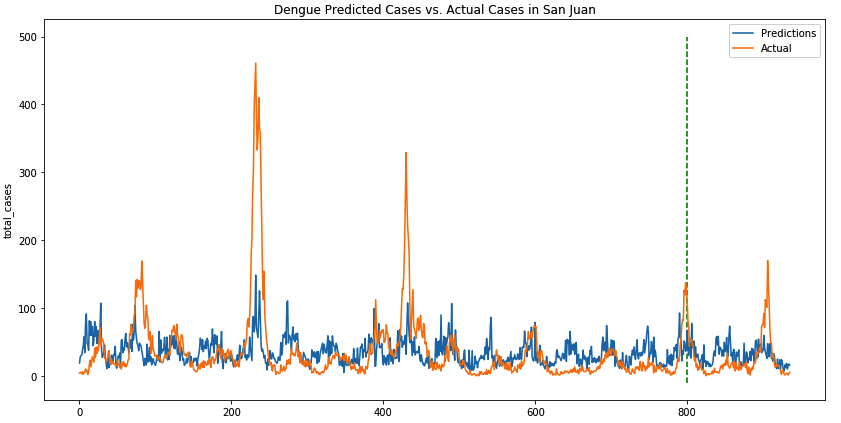 Dengue Predicted Cases vs. Actual Cases in San Juan
500
400
300
200
100
0
total_cases
Predictions
Actual
0
200
400
600
800